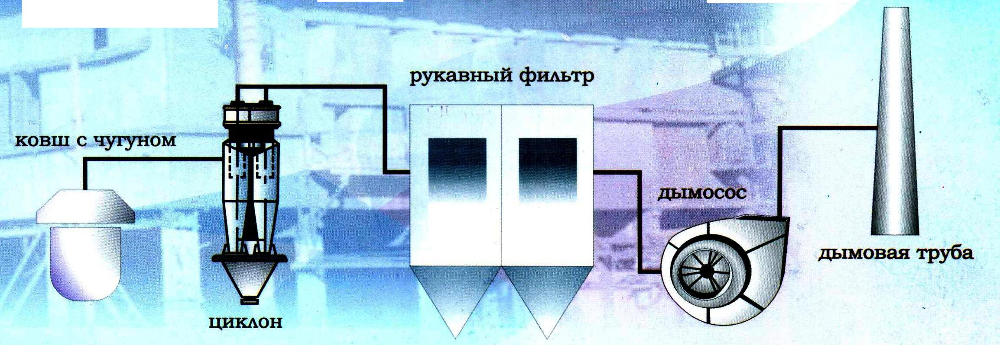 рукавный фильтр
ковш с чугуном
дымосос
дымовая труба
циклон